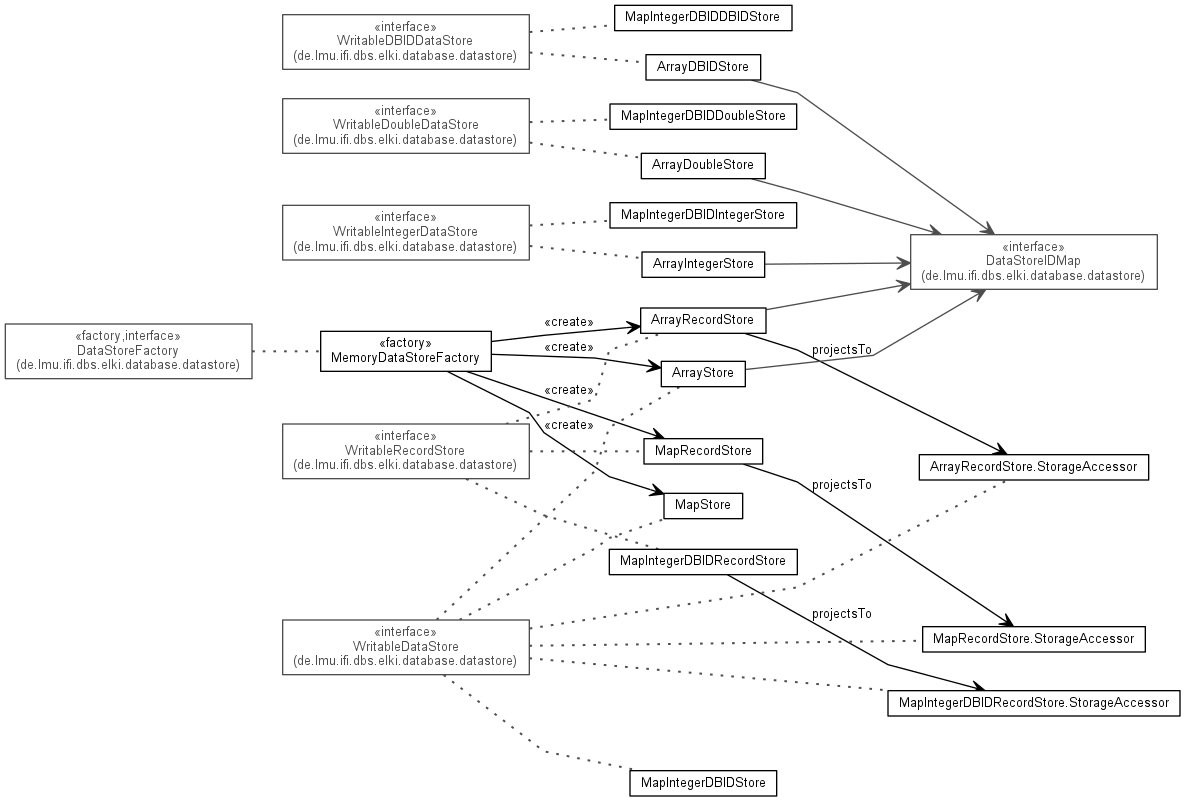 «interface»
WritableDBIDDataStore
(de.lmu.ifi.dbs.elki.database.datastore)
MapIntegerDBIDDBIDStore
ArrayDBIDStore
«interface»
WritableDoubleDataStore
(de.lmu.ifi.dbs.elki.database.datastore)
MapIntegerDBIDDoubleStore
ArrayDoubleStore
«interface»
WritableIntegerDataStore
(de.lmu.ifi.dbs.elki.database.datastore)
MapIntegerDBIDIntegerStore
ArrayIntegerStore
«interface»
DataStoreIDMap
(de.lmu.ifi.dbs.elki.database.datastore)
«factory,interface»
DataStoreFactory
(de.lmu.ifi.dbs.elki.database.datastore)
«factory»
MemoryDataStoreFactory
«create»
ArrayRecordStore
«create»
projectsTo
ArrayStore
«create»
«create»
«interface»
WritableRecordStore
(de.lmu.ifi.dbs.elki.database.datastore)
MapRecordStore
ArrayRecordStore.StorageAccessor
projectsTo
MapStore
MapIntegerDBIDRecordStore
projectsTo
«interface»
WritableDataStore
(de.lmu.ifi.dbs.elki.database.datastore)
MapRecordStore.StorageAccessor
MapIntegerDBIDRecordStore.StorageAccessor
MapIntegerDBIDStore